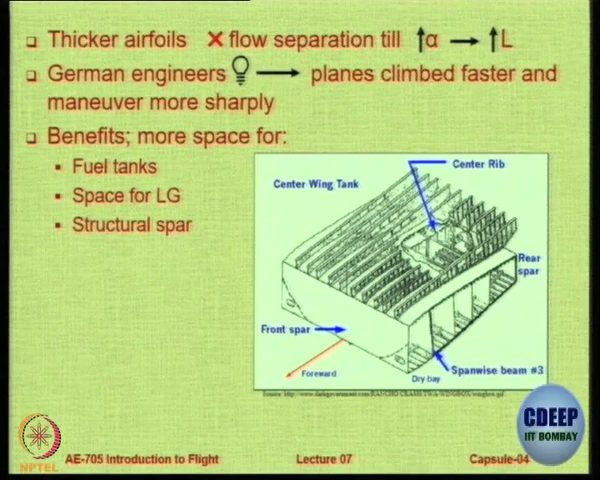 Thicker airfoils ✕ flow separation till ↑α → ↑L
German engineers → planes climbed faster and
maneuver more sharply
Benefits; more space for:
Fuel tanks
Space for LG
Structural spar
Center Rib
Center Wing Tank
Rear
spar
Front spar
Foreward
Spanwise beam #3
Dry bay
CDEEP
IIT BOMBAY
NPTEL
AE-705 Introduction to Flight
Lecture 07
Capsule-04